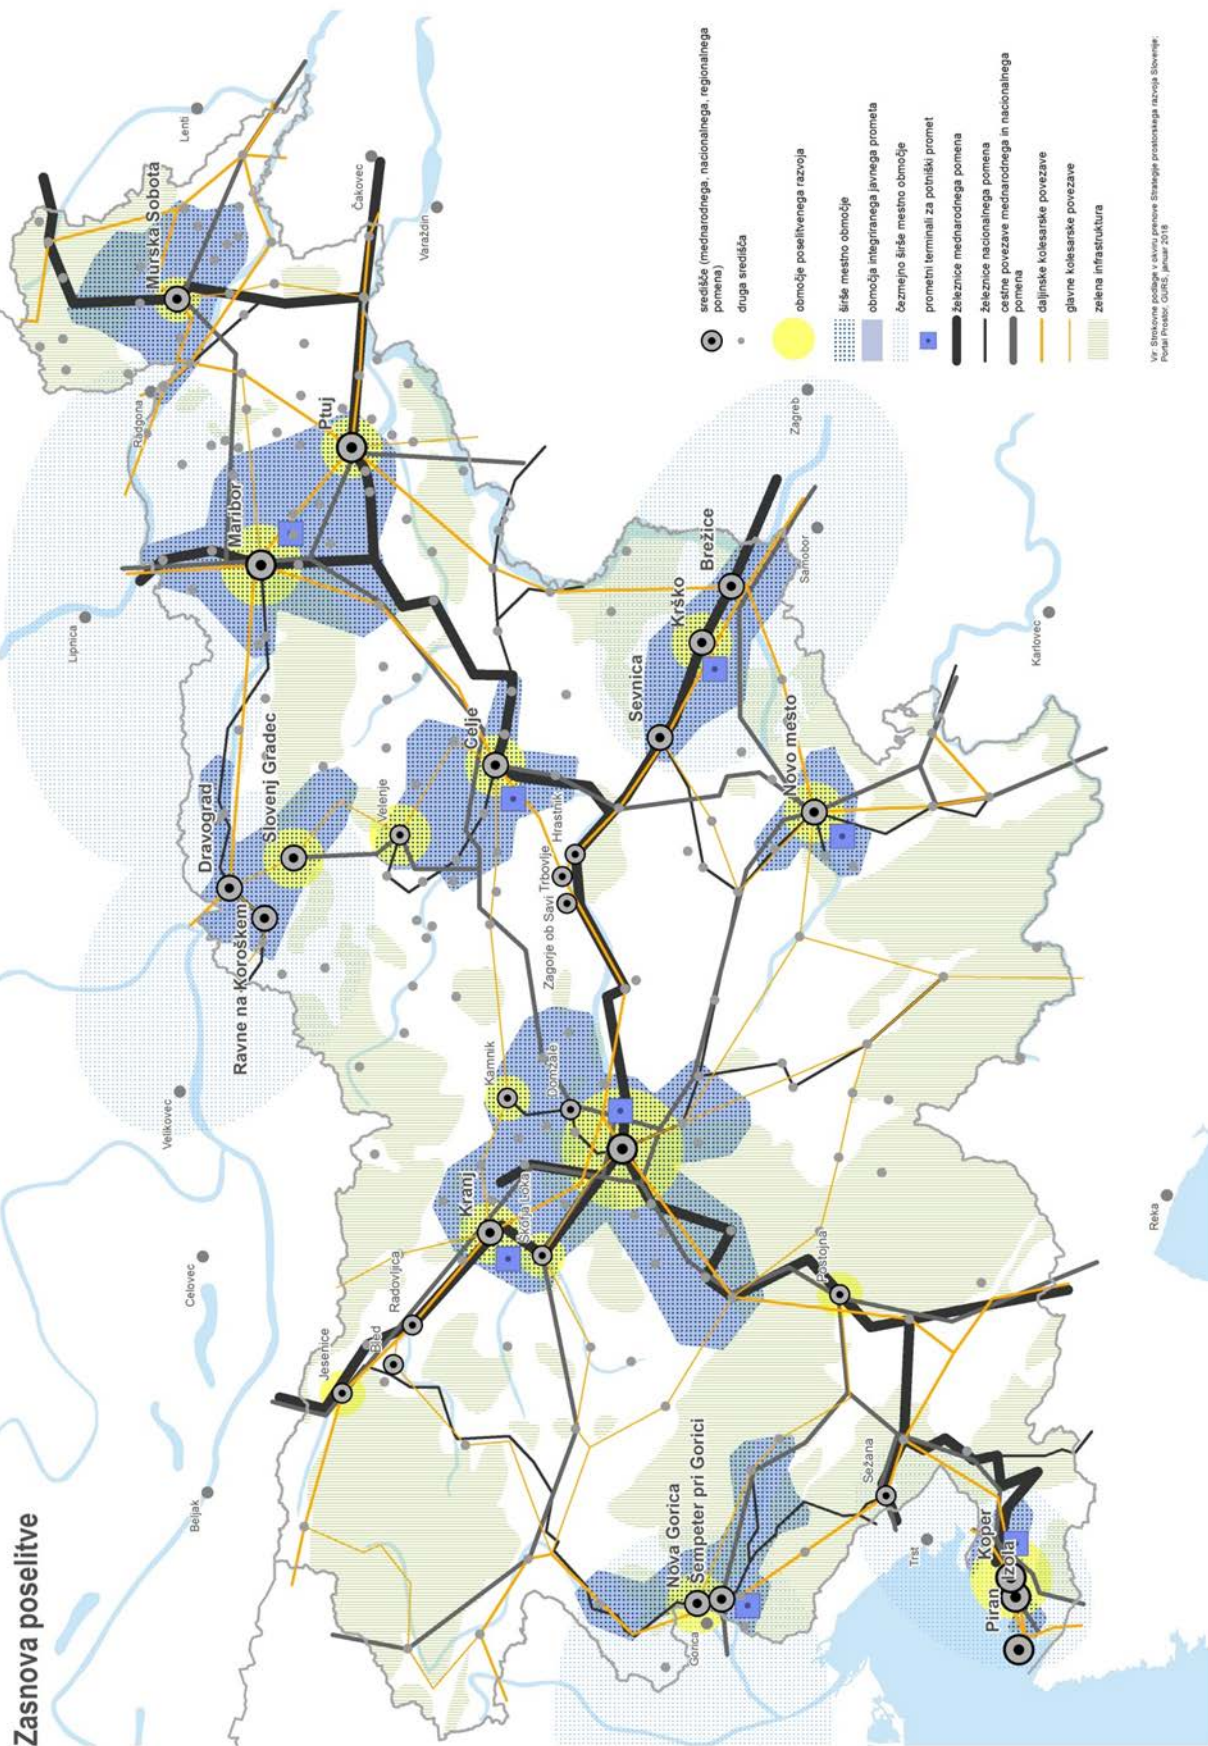 Zasnova poselitve
Lenti
Murska Sobota
Čakovec
Varaždin
Radgona
Ptuj
Maribor
Lipnica
Zagreb
Samobor
Brežice
Krško
Sevnica
Karlovec
Novo mesto
Celje
Hrastnik
Trbovlje
Zagorje ob Savi
Velenje
Slovenj Gradec
Dravograd
Ravne na Koroškem
Velikovec
Kamnik
Domžale
Kranj
Škofja Loka
Radovljica
Bled
Jesenice
Celovec
Beljak
Postojna
Reka
Sežana
Trst
Nova Gorica
Šempeter pri Gorici
Gorica
Koper
Izola
Piran
središče (mednarodnega, nacionalnega, regionalnega
pomena)
druga središča
območje poselitvenega razvoja
širše mestno območje
območja integriranega javnega prometa
čezmejno širše mestno območje
prometni terminali za potniški promet
železnice mednarodnega pomena
železnice nacionalnega pomena
cestne povezave mednarodnega in nacionalnega
pomena
daljinske kolesarske povezave
glavne kolesarske povezave
zelena infrastruktura
Vir: Strokovne podlage v okviru prenove Strategije prostorskega razvoja Slovenije;
Portal Prostor, GURS, januar 2018